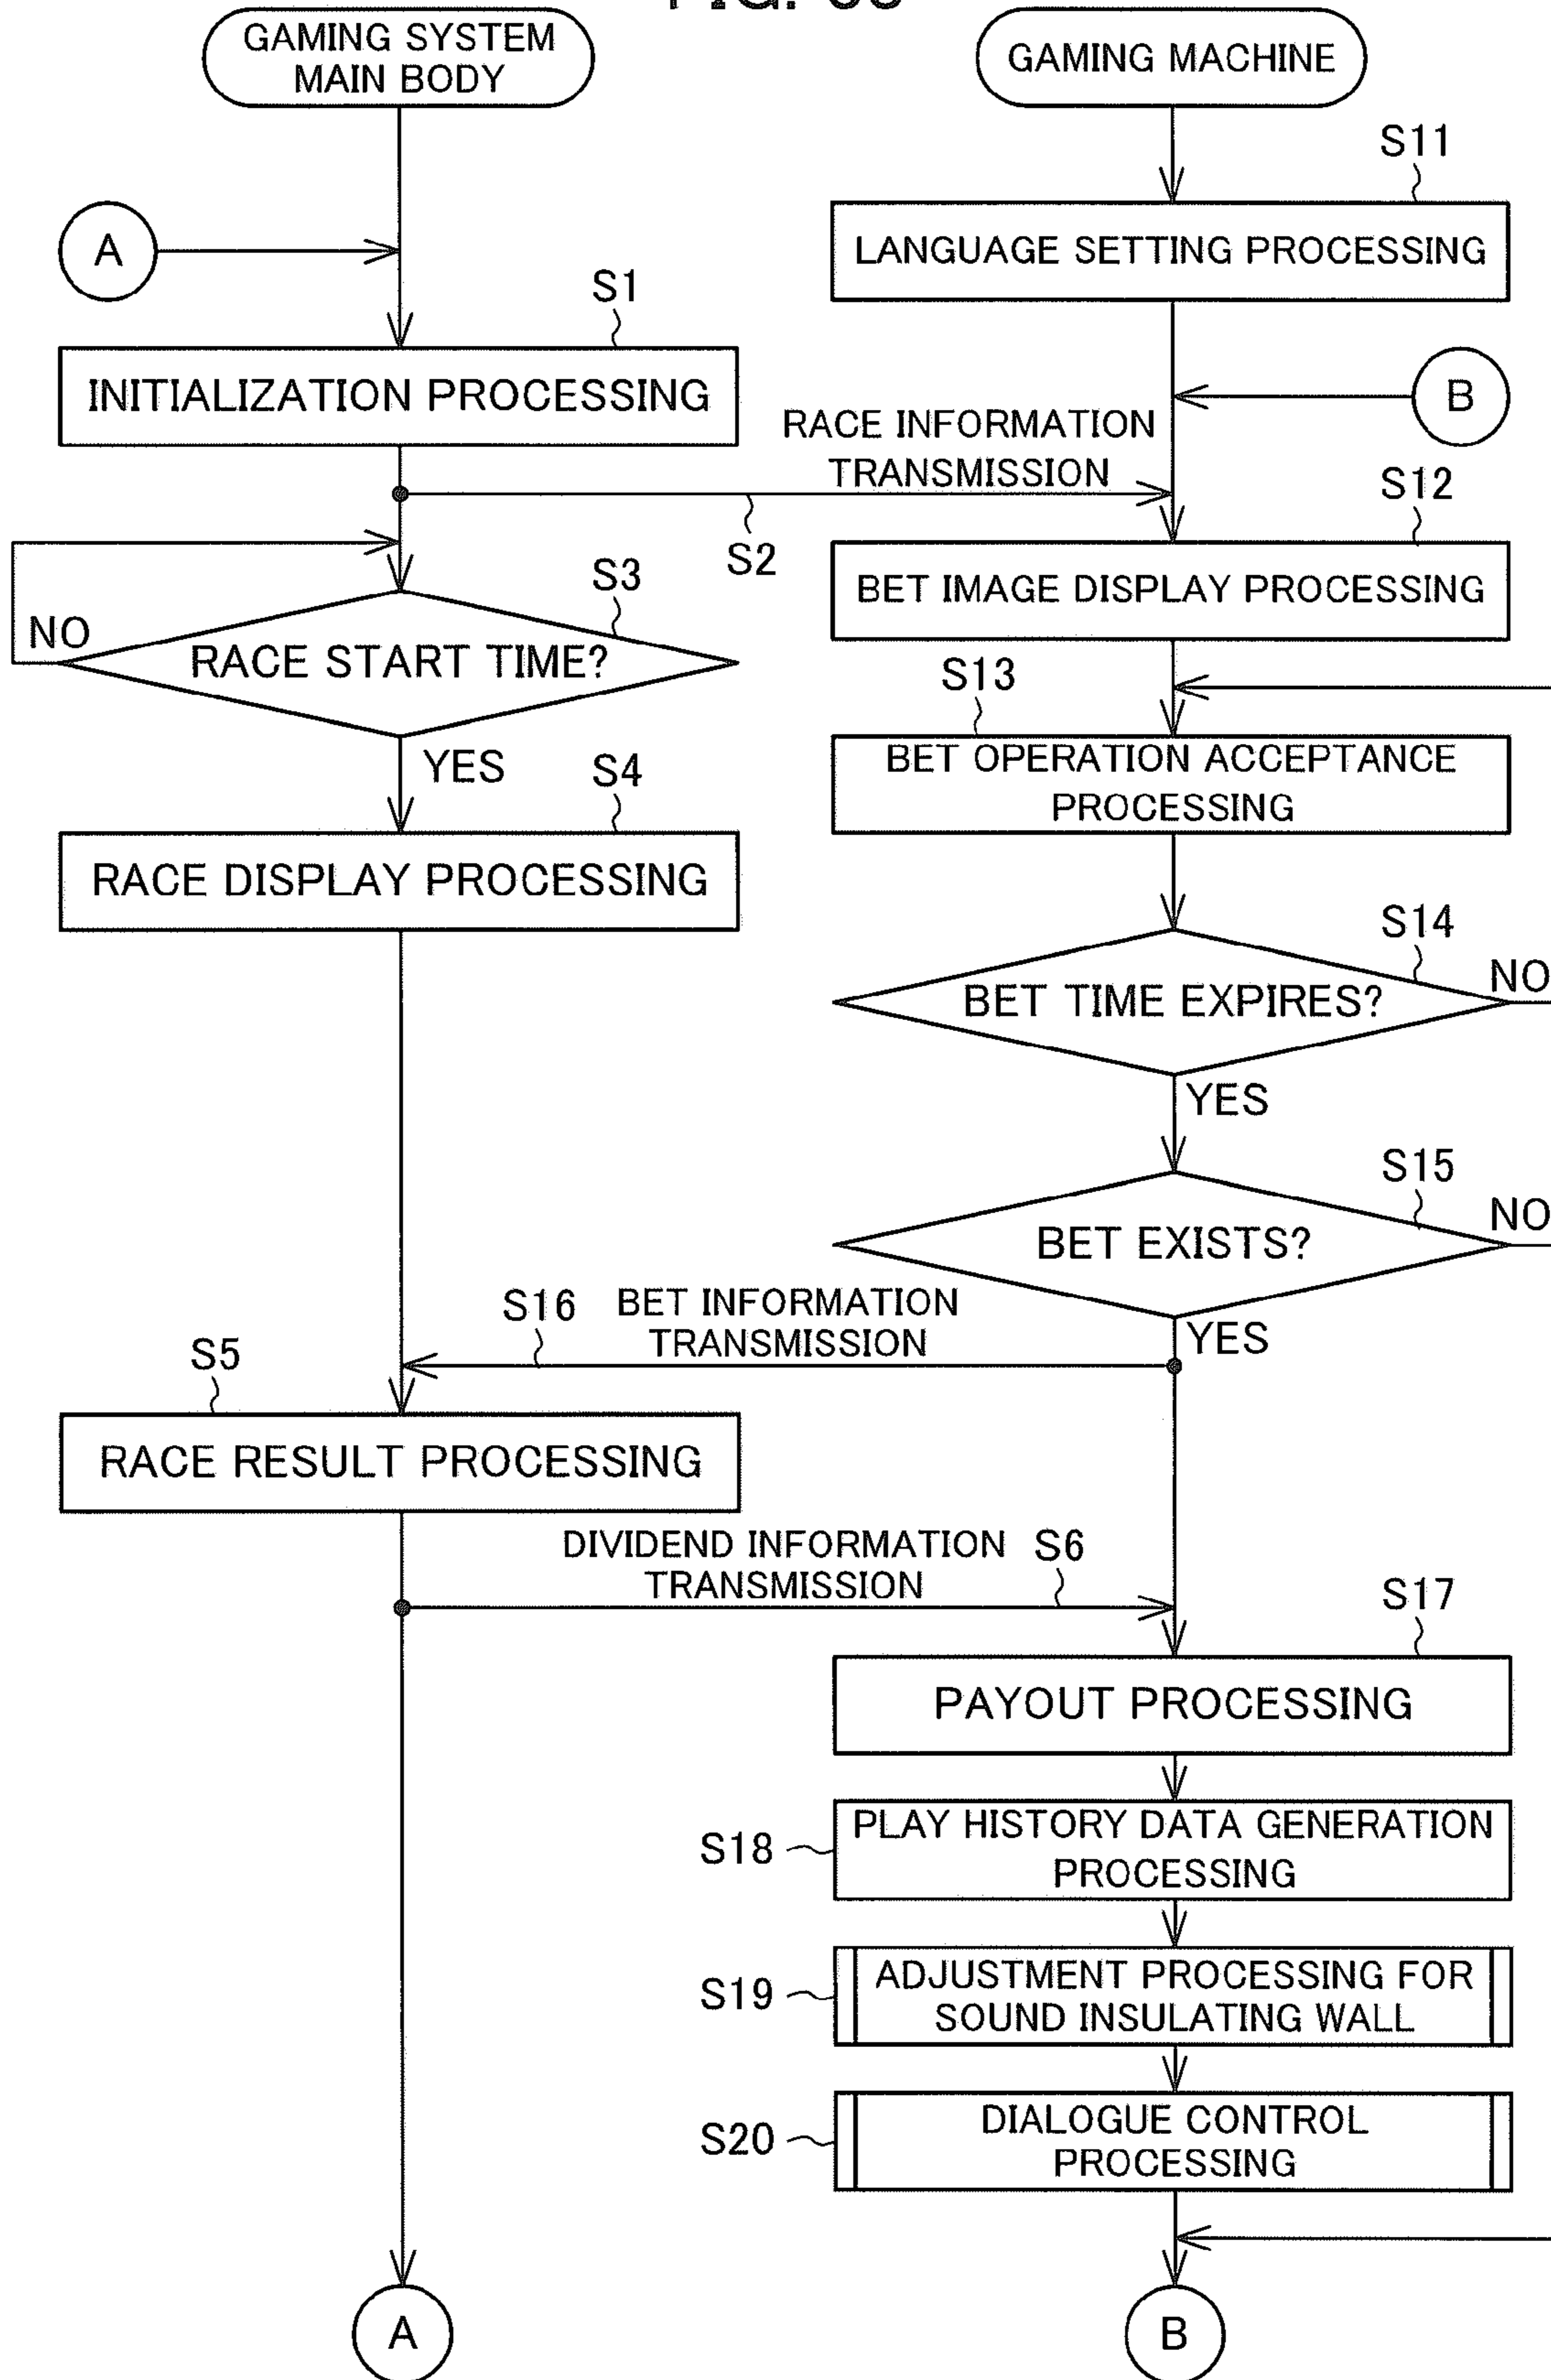 GAMING SYSTEM
MAIN BODY
A
S1
INITIALIZATION PROCESSING
RACE INFORMATION
TRANSMISSION
S2
S3
NO
RACE START TIME?
YES
S4
RACE DISPLAY PROCESSING
S16
BET INFORMATION
TRANSMISSION
S5
RACE RESULT PROCESSING
DIVIDEND INFORMATION
TRANSMISSION
S6
A
GAMING MACHINE
S11
LANGUAGE SETTING PROCESSING
B
S12
BET IMAGE DISPLAY PROCESSING
S13
BET OPERATION ACCEPTANCE
PROCESSING
S14
NO
BET TIME EXPIRES?
YES
S15
NO
BET EXISTS?
YES
S17
PAYOUT PROCESSING
S18
PLAY HISTORY DATA GENERATION
PROCESSING
S19
ADJUSTMENT PROCESSING FOR
SOUND INSULATING WALL
S20
DIALOGUE CONTROL
PROCESSING
B